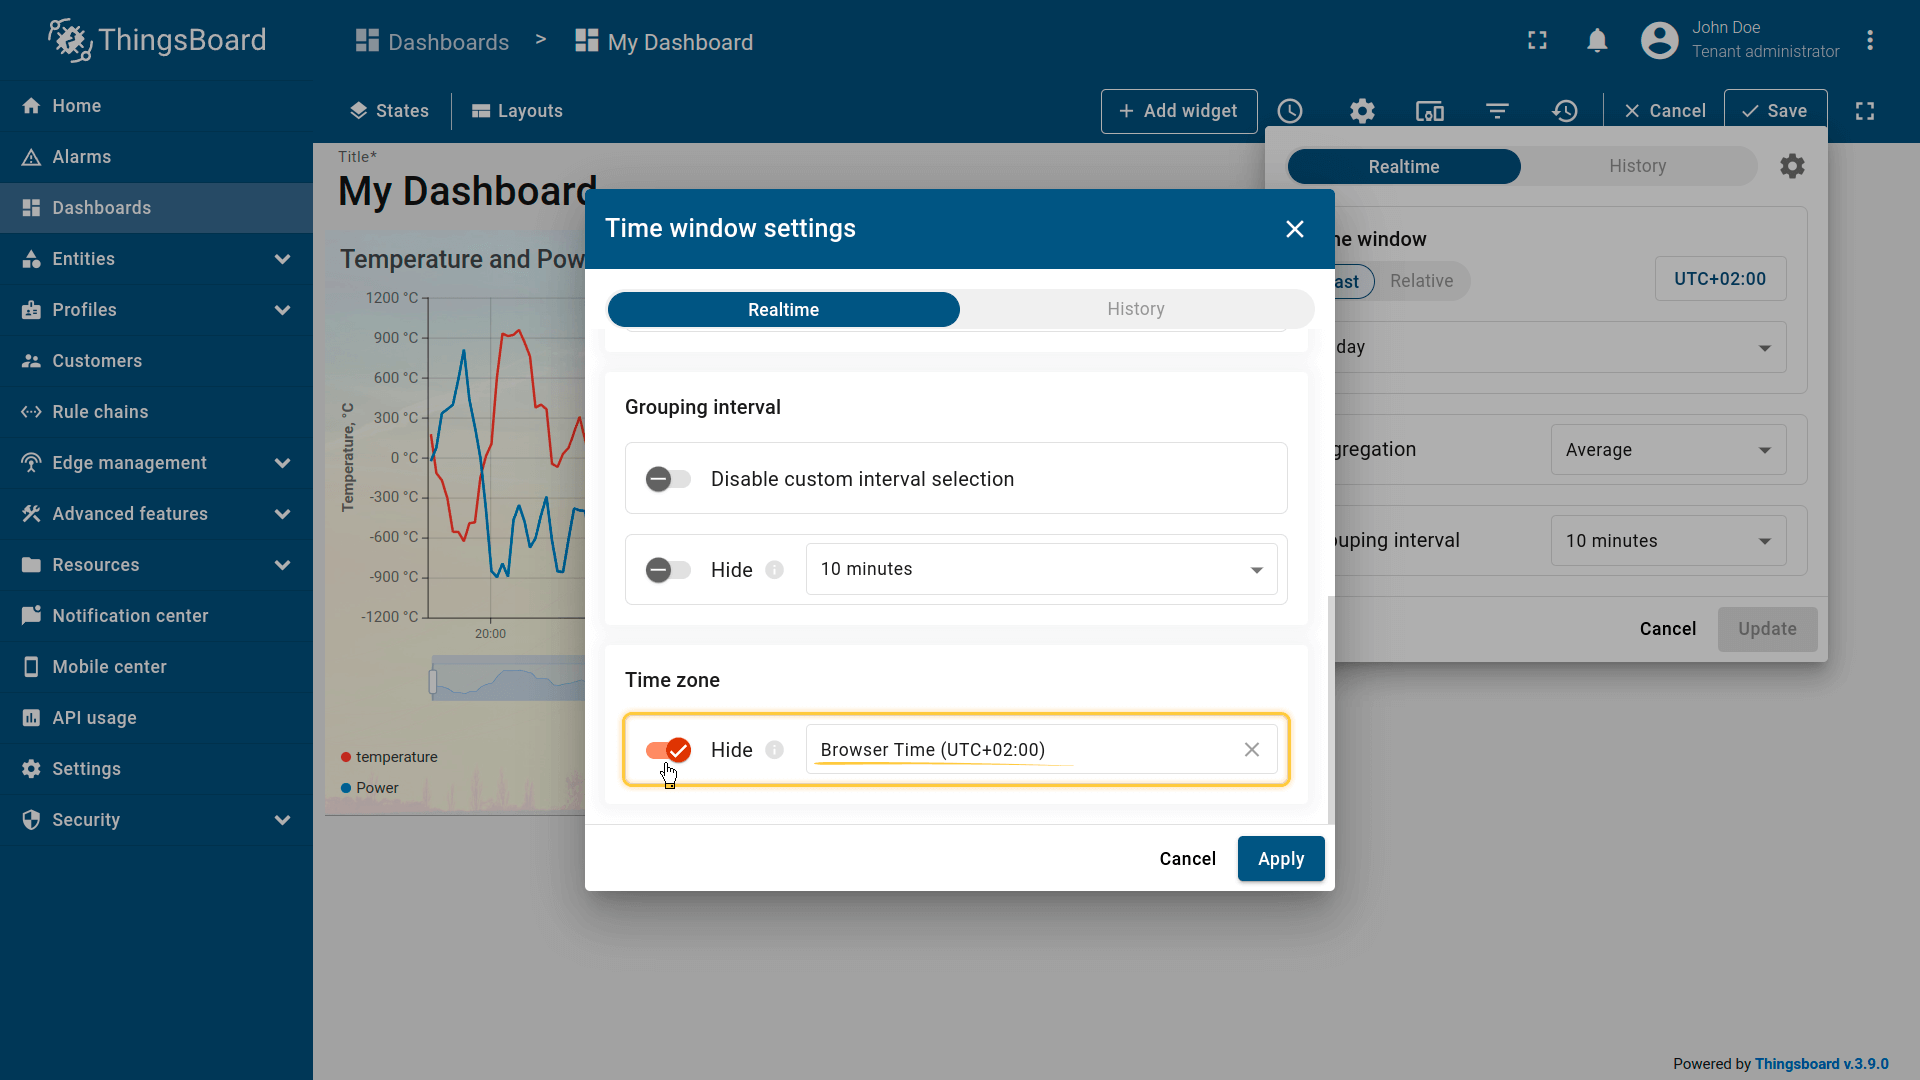 ThingsBoard
Dashboards > My Dashboard
John Doe
Tenant administrator
Home
Alarms
Dashboards
Entities
Profiles
Customers
Rule chains
Edge management
Advanced features
Resources
Notification center
Mobile center
API usage
Settings
Security
States
Layouts
+ Add widget
Cancel
Save
Title*
My Dashboard
Temperature and Pow
Temperature, °C
1200 °C
900 °C
600 °C
300 °C
0 °C
-300 °C
-600 °C
-900 °C
-1200 °C
20:00
temperature
Power
Time window settings
Realtime
History
Grouping interval
Disable custom interval selection
Hide
10 minutes
Time zone
Hide
Browser Time (UTC+02:00)
Cancel
Apply
Realtime
History
ne window
ast
Relative
UTC+02:00
day
gregation
Average
uping interval
10 minutes
Cancel
Update
Powered by Thingsboard v.3.9.0